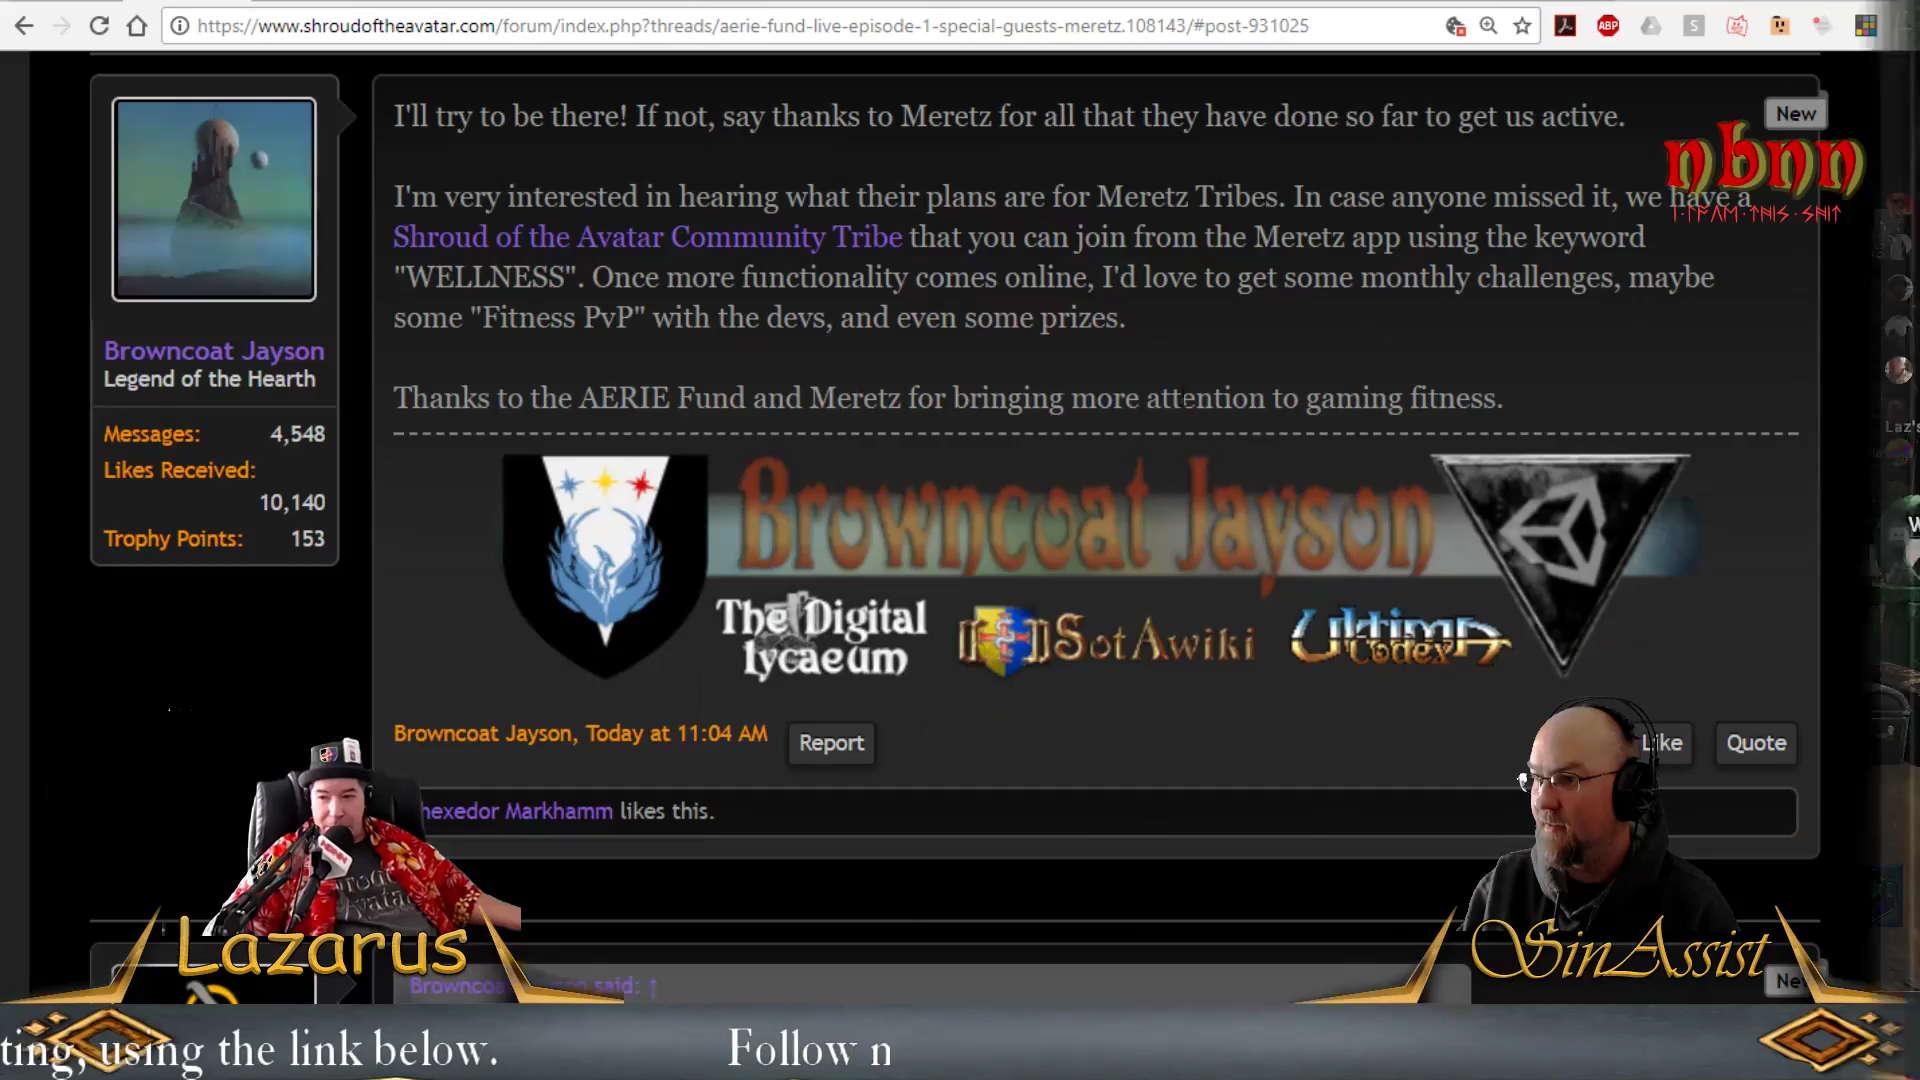 https://www.shroudoftheavatar.com/forum/index.php?threads/aerie-fund-live-episode-1-special-guests-meretz.108143/#post-931025
ABP
S
I'll try to be there! If not, say thanks to Meretz for all that they have done so far to get us active.
New
nbnn
I'm very interested in hearing what their plans are for Meretz Tribes. In case anyone missed it, we have a
Shroud of the Avatar Community Tribe that you can join from the Meretz app using the keyword
"WELLNESS". Once more functionality comes online, I'd love to get some monthly challenges, maybe
some "Fitness PvP" with the devs, and even some prizes.
Thanks to the AERIE Fund and Meretz for bringing more attention to gaming fitness.
Browncoat Jayson
Legend of the Hearth
Messages: 4,548
Likes Received:
10,140
Trophy Points: 153
Laz's
Browncoat Jayson
The Digital
Lycaeum
SotAwiki
Ultima
Codex
Browncoat Jayson, Today at 11:04 AM
Report
Like
Quote
hexedor Markhamm likes this.
Lazarus
SinAssist
said: ↑
ting, using the link below.
Follow n